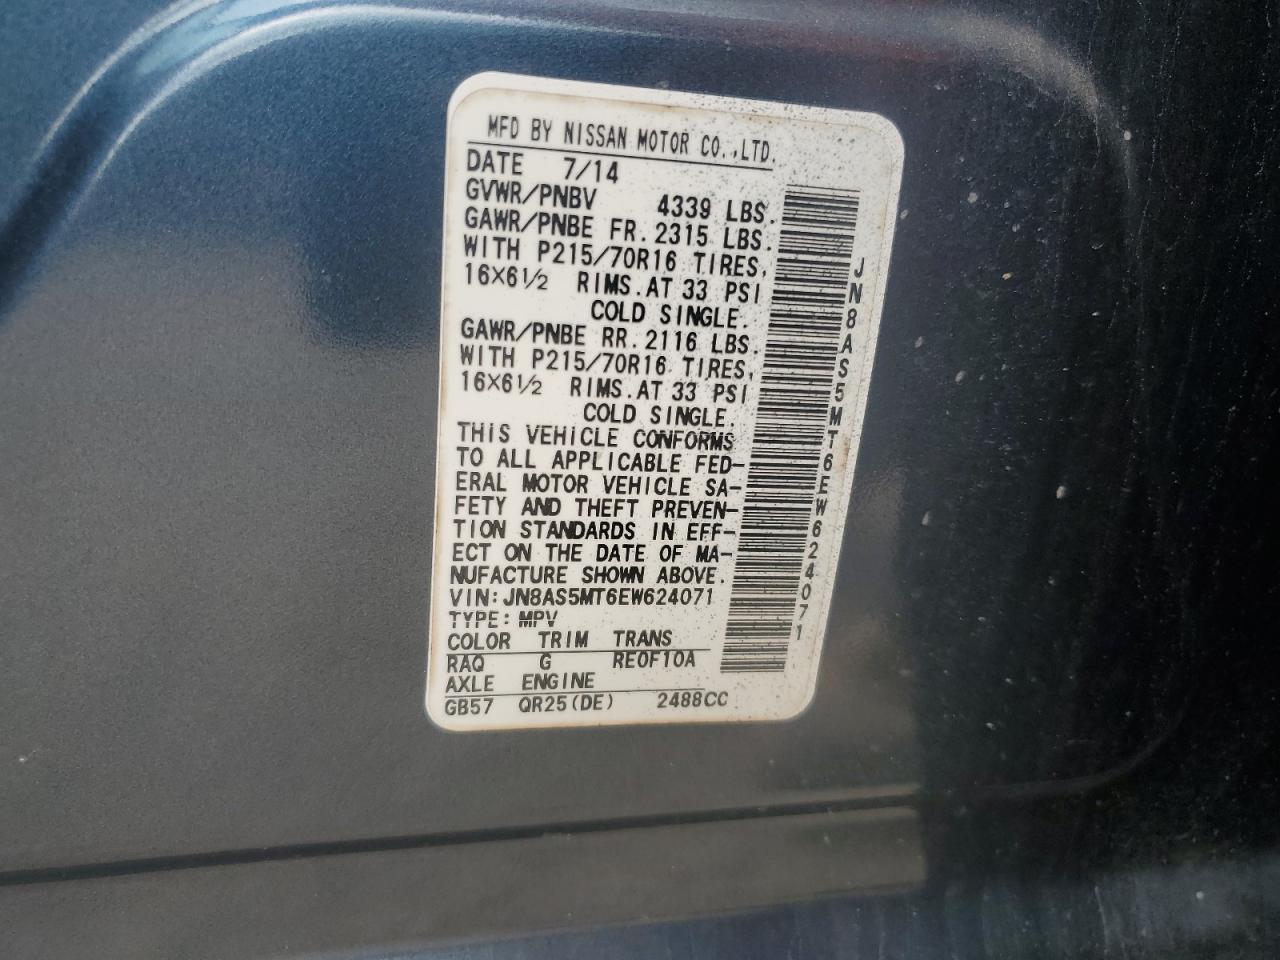 MFD BY NISSAN MOTOR CO.,LTD.
DATE 7/14
GVWR/PNBV 4339 LBS.
GAWR/PNBE FR. 2315 LBS.
WITH P215/70R16 TIRES,
16×6½ RIMS.AT 33 PSI
COLD SINGLE.
GAWR/PNBE RR. 2116 LBS.
WITH P215/70R16 TIRES,
16×6½ RIMS.AT 33 PSI
COLD SINGLE.
THIS VEHICLE CONFORMS
TO ALL APPLICABLE FED-
ERAL MOTOR VEHICLE SA-
FETY AND THEFT PREVEN-
TION STANDARDS IN EFF-
ECT ON THE DATE OF MA-
NUFACTURE SHOWN ABOVE.
VIN:JN8AS5MT6EW624071
TYPE: MPV
COLOR TRIM TRANS
RAQ G RE0F10A
AXLE ENGINE
GB57 QR25(DE) 2488CC
JN8AS5MT6EW624071